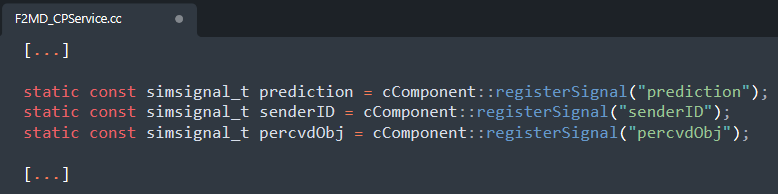 F2MD_CPService.cc
[...]
static const simsignal_t prediction = cComponent::registerSignal("prediction");
static const simsignal_t senderID = cComponent::registerSignal("senderID");
static const simsignal_t percvdObj = cComponent::registerSignal("percvdObj");
[...]